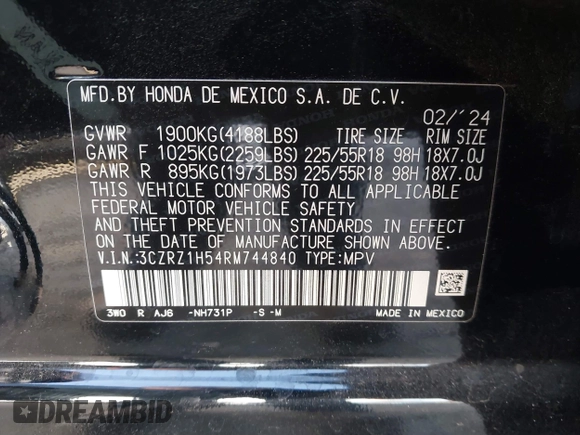 MFD.BY HONDA DE MEXICO S.A. DE C.V.
02/'24
GVWR 1900KG(4188LBS) TIRE SIZE RIM SIZE
GAWR F 1025KG(2259LBS) 225/55R18 98H 18X7.0J
GAWR R 895KG(1973LBS) 225/55R18 98H 18X7.0J
THIS VEHICLE CONFORMS TO ALL APPLICABLE
FEDERAL MOTOR VEHICLE SAFETY
AND THEFT PREVENTION STANDARDS IN EFFECT
ON THE DATE OF MANUFACTURE SHOWN ABOVE.
V.I.N.:3CZRZ1H54RM744840 TYPE:MPV
3W0 R AJ6 -NH731P -S -M MADE IN MEXICO
DREAMBID